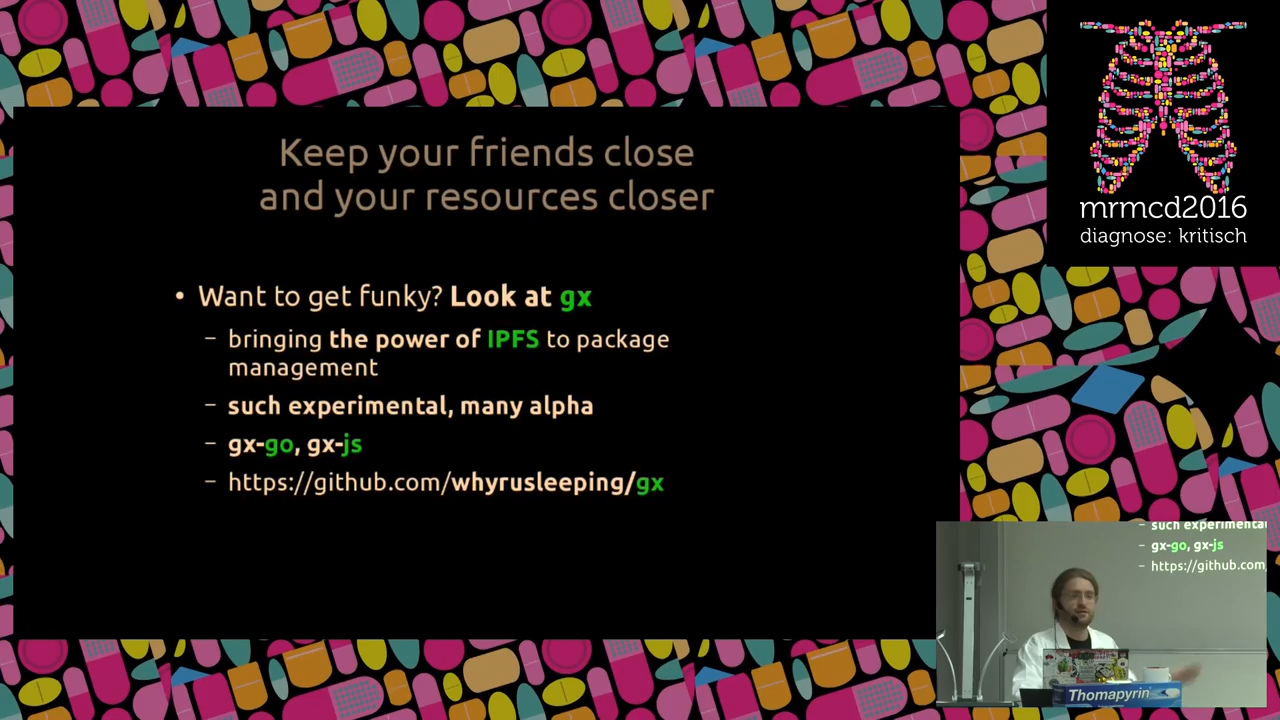 Keep your friends close
and your resources closer
• Want to get funky? Look at gx
– bringing the power of IPFS to package
management
– such experimental, many alpha
– gx-go, gx-js
– https://github.com/whyrusleeping/gx
mrmcd2016
diagnose: kritisch
– such experimental
– gx-go, gx-js
– https://github.com
Thomapyrin